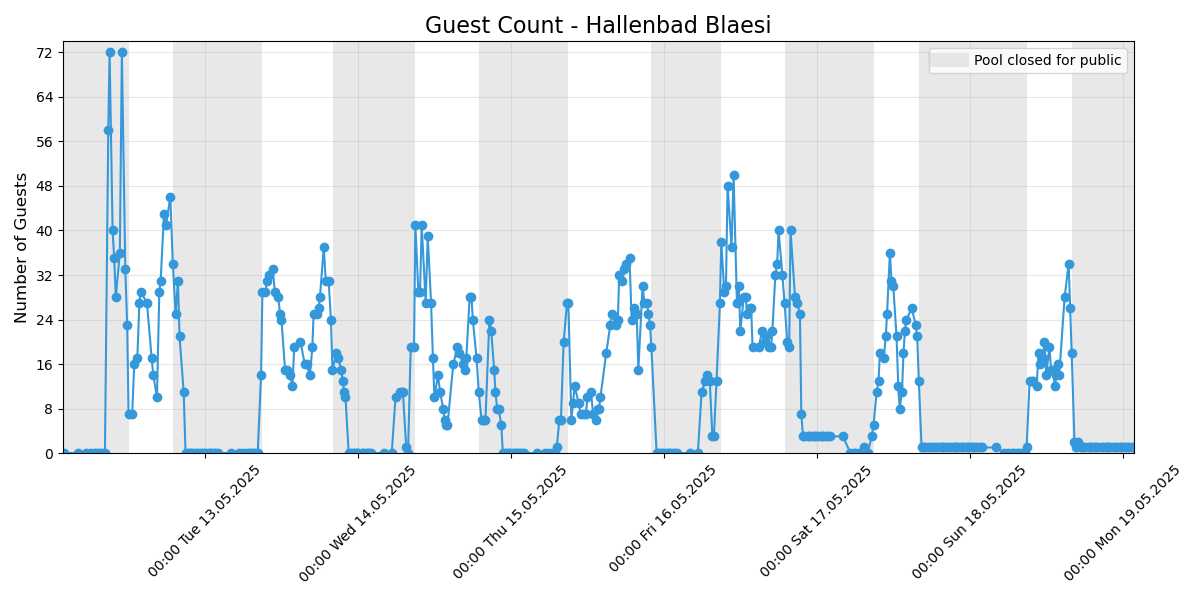 Guest Count - Hallenbad Blaesi
Pool closed for public
Number of Guests
72
64
56
48
40
32
24
16
8
0
00:00 Tue 13.05.2025
00:00 Wed 14.05.2025
00:00 Thu 15.05.2025
00:00 Fri 16.05.2025
00:00 Sat 17.05.2025
00:00 Sun 18.05.2025
00:00 Mon 19.05.2025